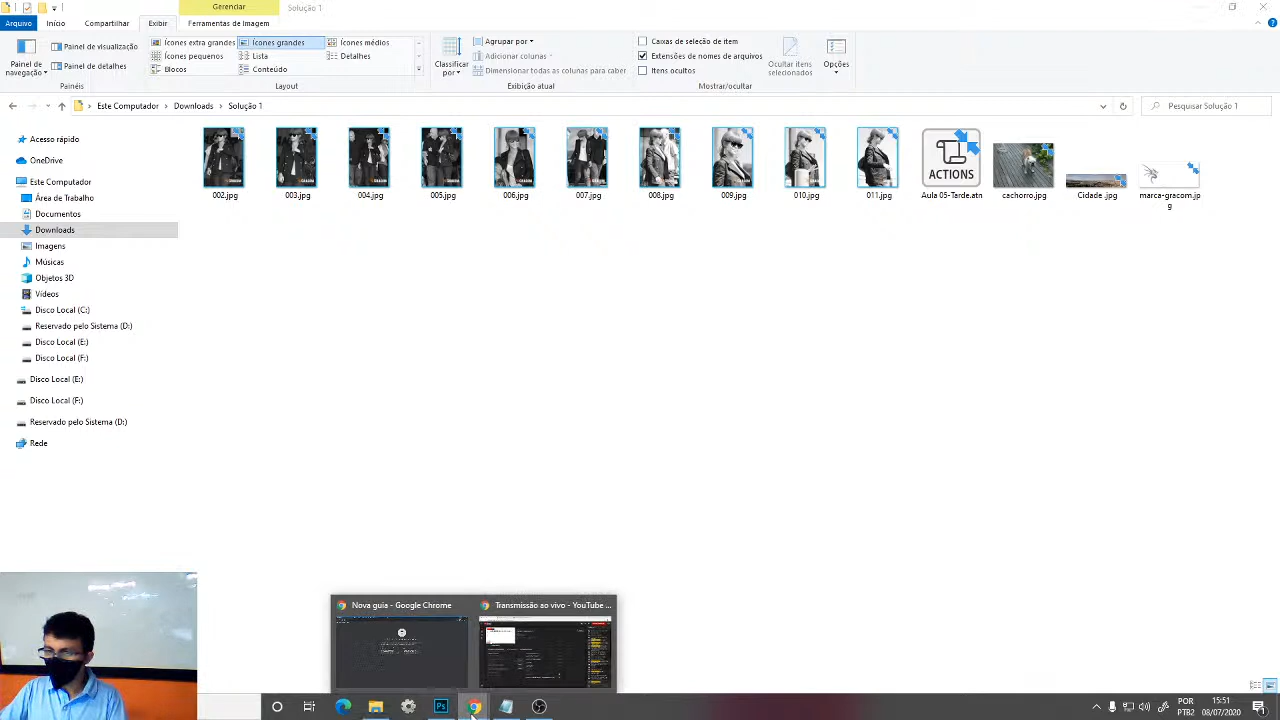 Gerenciar
Solução 1
Arquivo
Início
Compartilhar
Exibir
Ferramentas de Imagem
Painel de navegação
Painel de visualização
Painel de detalhes
Painéis
Ícones extra grandes
Ícones grandes
Ícones médios
Ícones pequenos
Lista
Detalhes
Blocos
Conteúdo
Layout
Classificar por
Agrupar por
Adicionar colunas
Dimensionar todas as colunas para caber
Exibição atual
Caixas de seleção de item
Extensões de nomes de arquivos
Itens ocultos
Ocultar itens selecionados
Mostrar/ocultar
Opções
Este Computador
Downloads
Solução 1
Pesquisar Solução 1
Acesso rápido
OneDrive
Este Computador
Área de Trabalho
Documentos
Downloads
Imagens
Músicas
Objetos 3D
Vídeos
Disco Local (C:)
Reservado pelo Sistema (D:)
Disco Local (E:)
Disco Local (F:)
Disco Local (E:)
Disco Local (F:)
Reservado pelo Sistema (D:)
Rede
ACTIONS
002.jpg
003.jpg
004.jpg
005.jpg
006.jpg
007.jpg
008.jpg
009.jpg
010.jpg
011.jpg
Aula 05-Tarde.atn
cachorro.jpg
Cidade .jpg
marca-gracom.jp
g
Nova guia - Google Chrome
Transmissão ao vivo - YouTube ...
Ps
POR
PTB2
15:51
08/07/2020